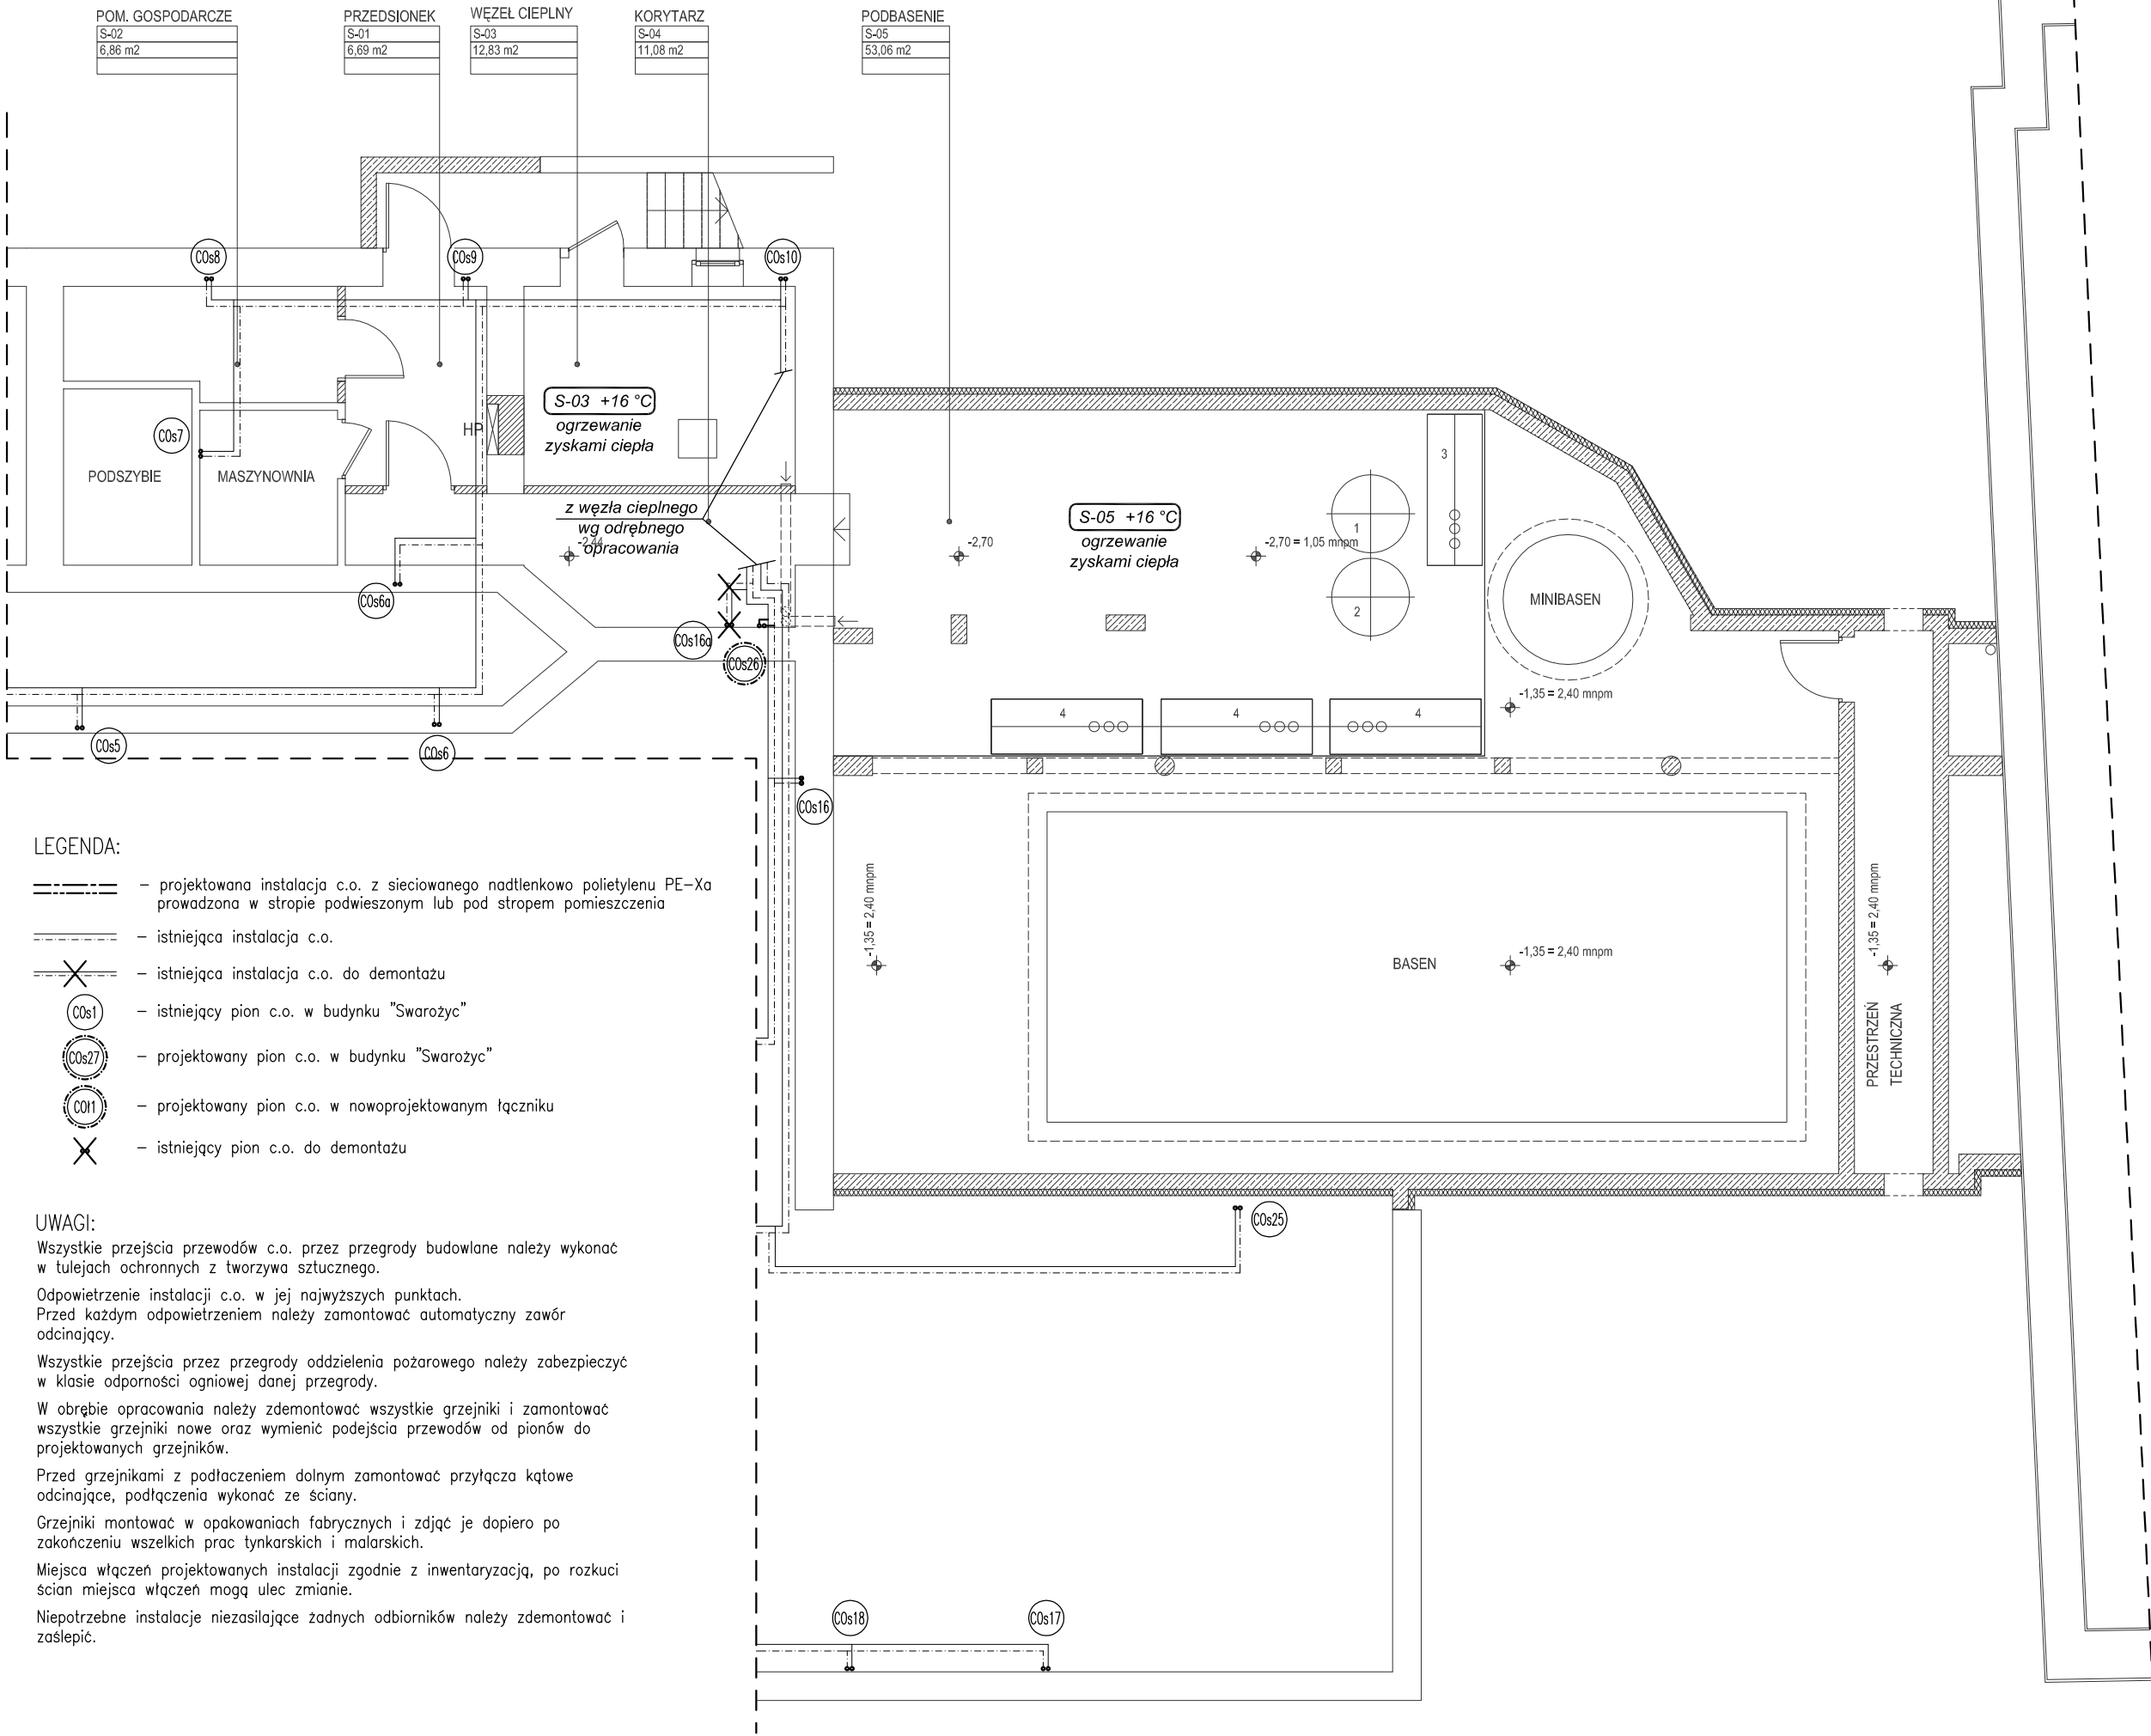 POM. GOSPODARCZE
S-02
6,86 m2
PRZEDSIONEK
S-01
6,69 m2
WĘZEŁ CIEPLNY
S-03
12,83 m2
KORYTARZ
S-04
11,08 m2
PODBASENIE
S-05
53,06 m2
COs8
COs9
COs10
S-03 +16 °C
ogrzewanie
zyskami ciepła
HP
COs7
PODSZYBIE
MASZYNOWNIA
z węzła cieplnego
wg odrębnego
opracowania
-2,44
S-05 +16 °C
ogrzewanie
zyskami ciepła
-2,70
-2,70 = 1,05 mnpm
1
2
3
MINIBASEN
COs6a
COs16a
COs26
-1,35 = 2,40 mnpm
4
4
4
COs5
COs6
COs16
-1,35 = 2,40 mnpm
BASEN
-1,35 = 2,40 mnpm
-1,35 = 2,40 mnpm
PRZESTRZEŃ
TECHNICZNA
COs25
COs18
COs17
LEGENDA:
– projektowana instalacja c.o. z sieciowanego nadtlenkowo polietylenu PE–Xa
prowadzona w stropie podwieszonym lub pod stropem pomieszczenia
– istniejąca instalacja c.o.
– istniejąca instalacja c.o. do demontażu
COs1
– istniejący pion c.o. w budynku "Swarożyc"
COs27
– projektowany pion c.o. w budynku "Swarożyc"
COł1
– projektowany pion c.o. w nowoprojektowanym łączniku
– istniejący pion c.o. do demontażu
UWAGI:
Wszystkie przejścia przewodów c.o. przez przegrody budowlane należy wykonać
w tulejach ochronnych z tworzywa sztucznego.
Odpowietrzenie instalacji c.o. w jej najwyższych punktach.
Przed każdym odpowietrzeniem należy zamontować automatyczny zawór
odcinający.
Wszystkie przejścia przez przegrody oddzielenia pożarowego należy zabezpieczyć
w klasie odporności ogniowej danej przegrody.
W obrębie opracowania należy zdemontować wszystkie grzejniki i zamontować
wszystkie grzejniki nowe oraz wymienić podejścia przewodów od pionów do
projektowanych grzejników.
Przed grzejnikami z podłaczeniem dolnym zamontować przyłącza kątowe
odcinające, podłączenia wykonać ze ściany.
Grzejniki montować w opakowaniach fabrycznych i zdjąć je dopiero po
zakończeniu wszelkich prac tynkarskich i malarskich.
Miejsca włączeń projektowanych instalacji zgodnie z inwentaryzacją, po rozkuci
ścian miejsca włączeń mogą ulec zmianie.
Niepotrzebne instalacje niezasilające żadnych odbiorników należy zdemontować i
zaślepić.